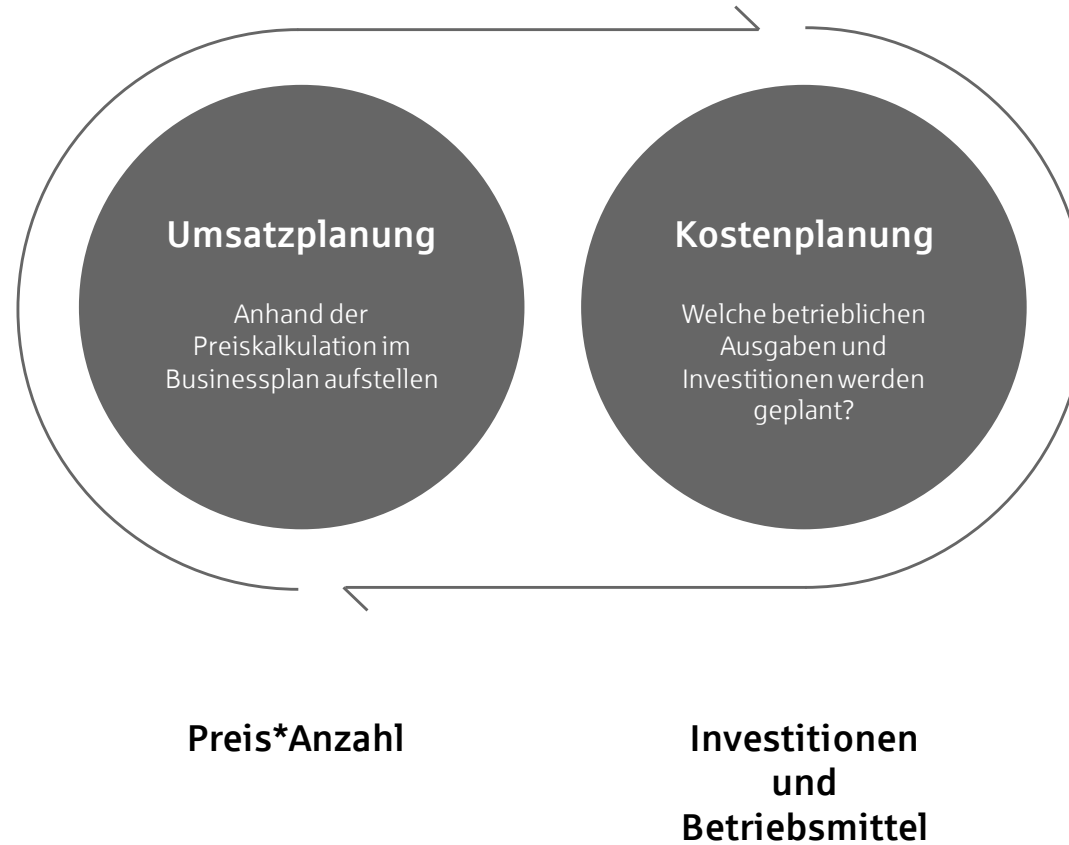 Umsatzplanung
Anhand der
Preiskalkulation im
Businessplan aufstellen
Kostenplanung
Welche betrieblichen
Ausgaben und
Investitionen werden
geplant?
Preis*Anzahl
Investitionen
und
Betriebsmittel